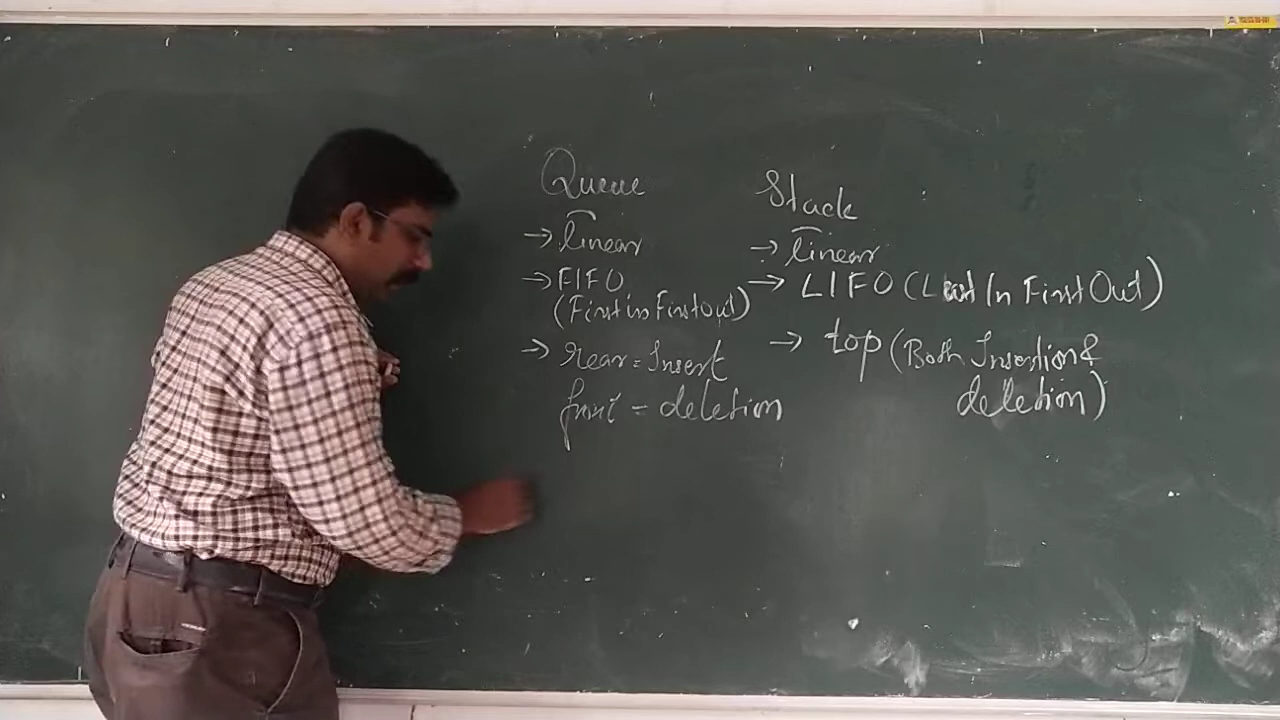 Queue
→ linear
→ FIFO
(First in First out)
→ rear = Insert
front = deletion
Stack
→ linear
→ LIFO (Last In First Out)
→ top (Both Insertion &
deletion)